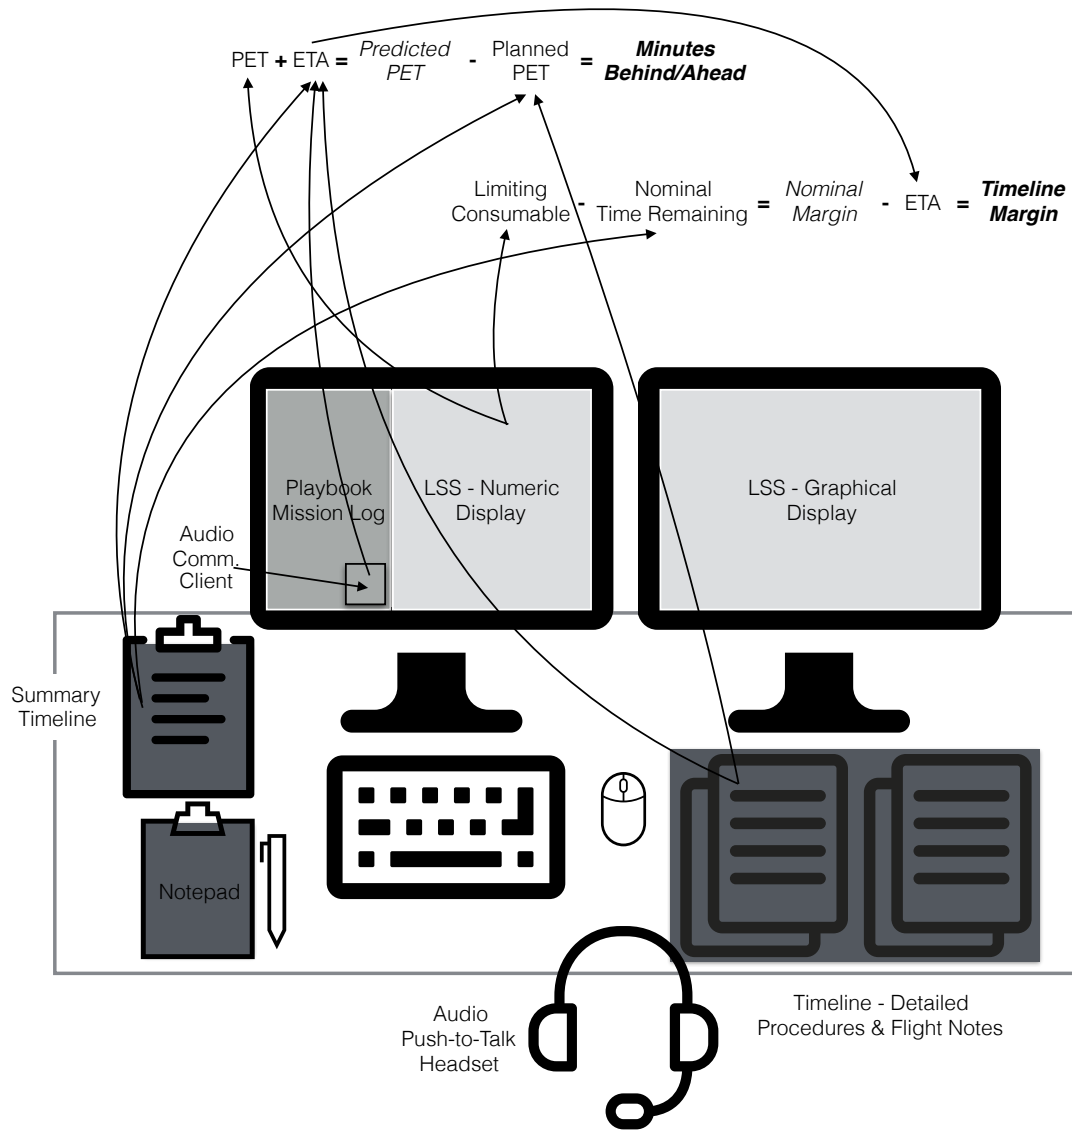 PET + ETA = Predicted PET - Planned PET = Minutes Behind/Ahead
Limiting Consumable - Nominal Time Remaining = Nominal Margin - ETA = Timeline Margin
Playbook
Mission Log
LSS - Numeric
Display
LSS - Graphical
Display
Audio
Comm.
Client
Summary
Timeline
Notepad
Audio
Push-to-Talk
Headset
Timeline - Detailed
Procedures & Flight Notes